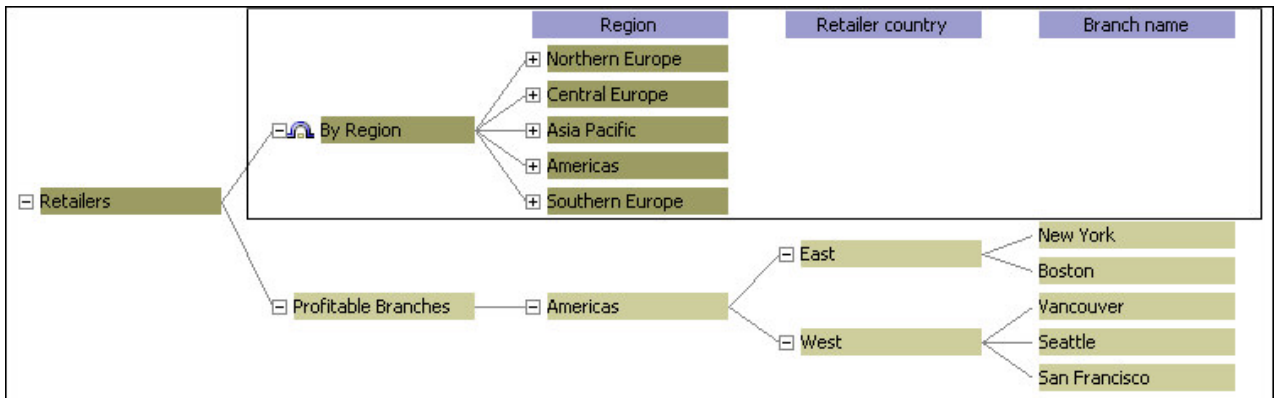 Region Retailer country Branch name
Northern Europe
Central Europe
By Region Asia Pacific
Americas
Retailers Southern Europe
New York
East
Boston
Profitable Branches Americas Vancouver
West Seattle
San Francisco